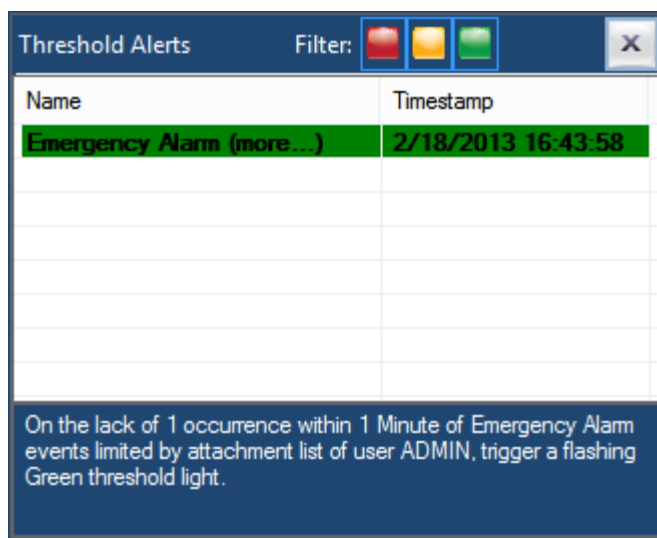 Threshold Alerts Filter:
Name Timestamp
Emergency Alarm (more...) 2/18/2013 16:43:58
On the lack of 1 occurrence within 1 Minute of Emergency Alarm
events limited by attachment list of user ADMIN, trigger a flashing
Green threshold light.